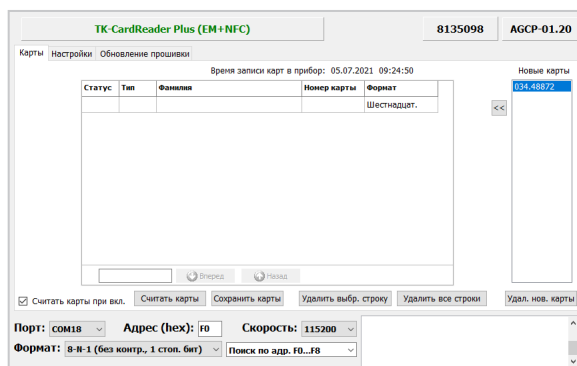 TK-CardReader Plus (EM+NFC) 8135098 AGCP-01.20
Карты Настройки Обновление прошивки
Время записи карт в прибор: 05.07.2021 09:24:50 Новые карты
Статус Тип Фамилия Номер карты Формат 034.48872
Шестнадцат.
<<
Вперед Назад
Считать карты при вкл. Считать карты Сохранить карты Удалить выбр. строку Удалить все строки Удал. нов. карты
Порт: COM18 Адрес (hex): F0 Скорость: 115200
Формат: 8-N-1 (без контр., 1 стоп. бит) Поиск по адр. F0...F8